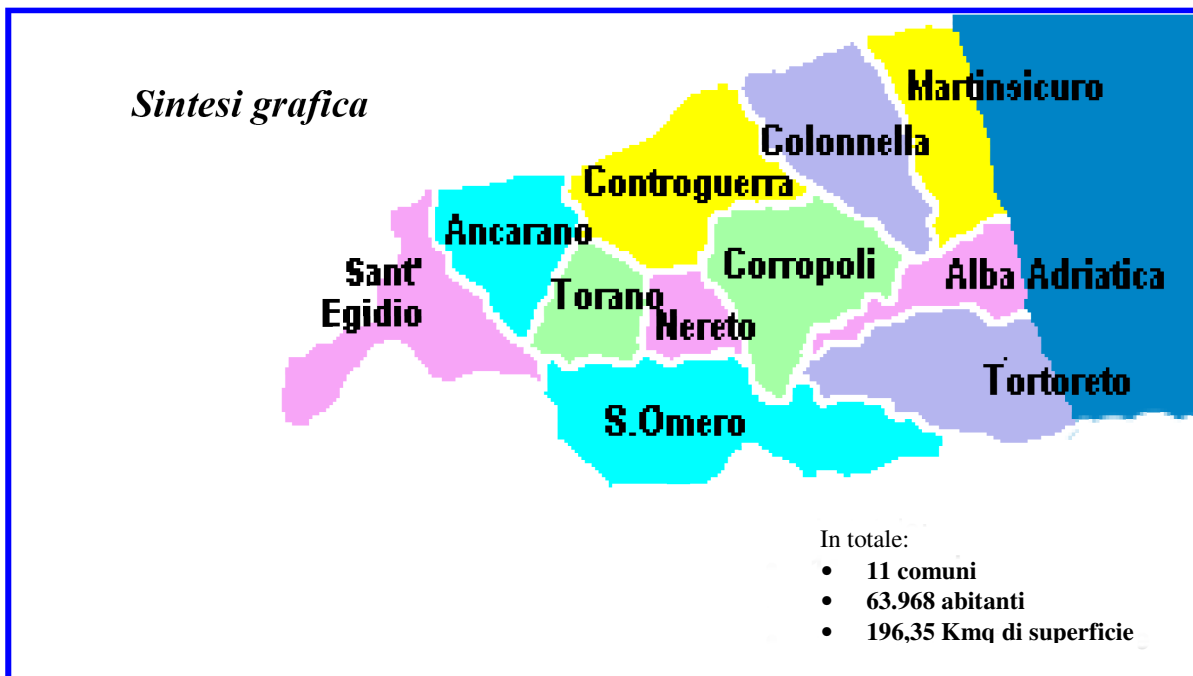 Sintesi grafica
Martinsicuro
Colonnella
Controguerra
Ancarano
Corropoli
Sant'
Egidio
Alba Adriatica
Torano
Nereto
Tortoreto
S.Omero
In totale:
• 11 comuni
• 63.968 abitanti
• 196,35 Kmq di superficie